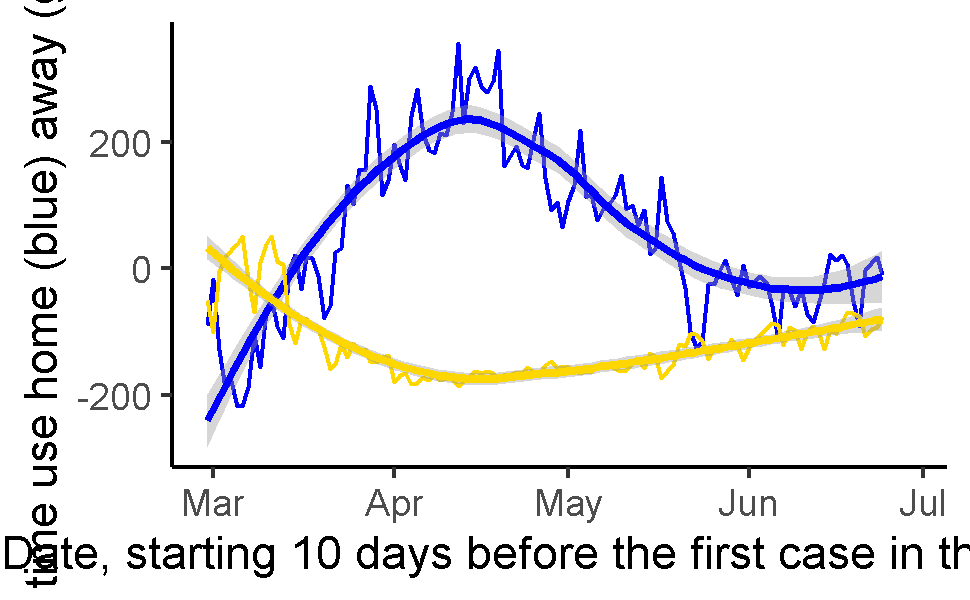 time use home (blue) away (
200
0
-200
Mar
Apr
May
Jun
Jul
Date, starting 10 days before the first case in th